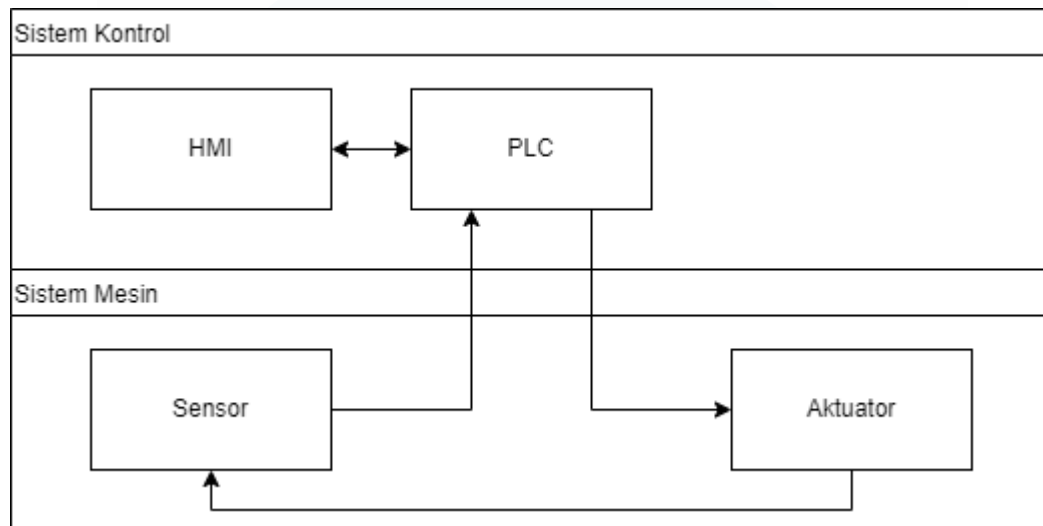 Sistem Kontrol
HMI
PLC
Sistem Mesin
Sensor
Aktuator